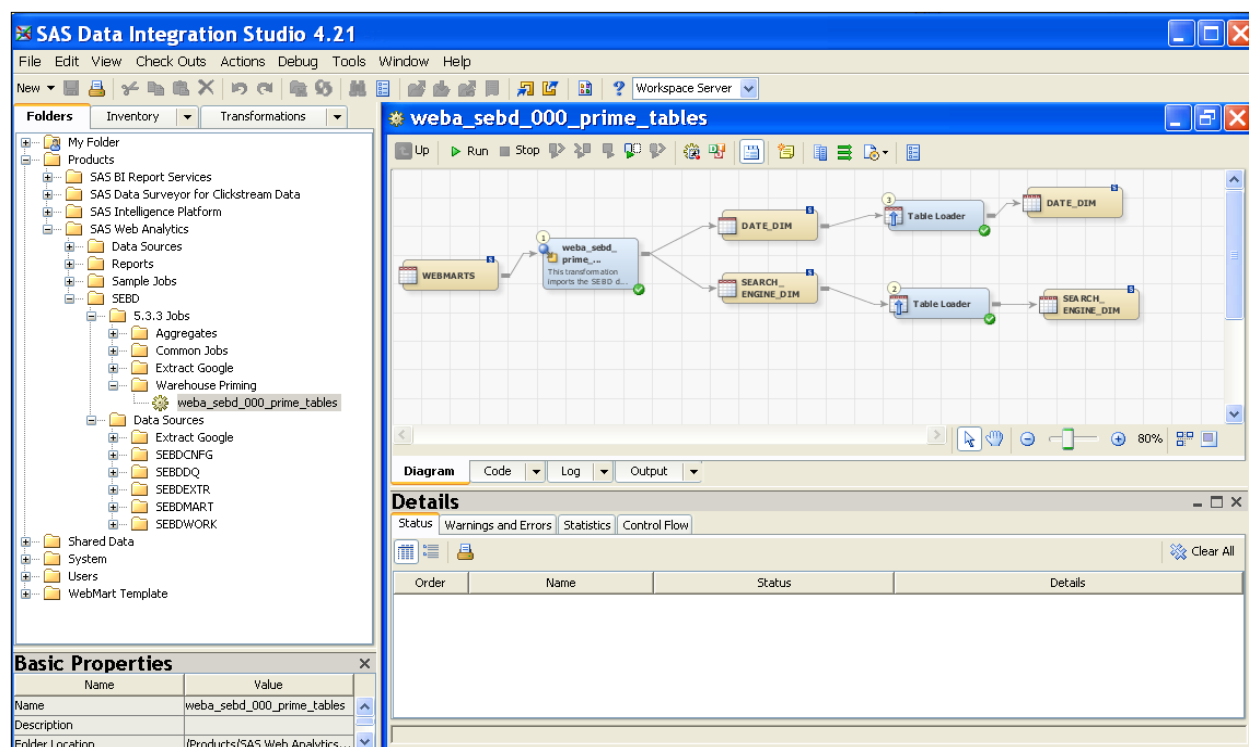 SAS Data Integration Studio 4.21
File Edit View Check Outs Actions Debug Tools Window Help
New Workspace Server
Folders Inventory Transformations
My Folder
Products
SAS BI Report Services
SAS Data Surveyor for Clickstream Data
SAS Intelligence Platform
SAS Web Analytics
Data Sources
Reports
Sample Jobs
SEBD
5.3.3 Jobs
Aggregates
Common Jobs
Extract Google
Warehouse Priming
weba_sebd_000_prime_tables
Data Sources
Extract Google
SEBDCNFG
SEBDDQ
SEBDEXTR
SEBDMART
SEBDWORK
Shared Data
System
Users
WebMart Template
Basic Properties
Name Value
Name weba_sebd_000_prime_tables
Description
Folder Location /Products/SAS Web Analytics...
weba_sebd_000_prime_tables
Up Run Stop
WEBMARTS
1
weba_sebd_
prime_...
This transformation
imports the SEBD d...
DATE_DIM
3
Table Loader
DATE_DIM
SEARCH_
ENGINE_DIM
2
Table Loader
SEARCH_
ENGINE_DIM
80%
Diagram Code Log Output
Details
Status Warnings and Errors Statistics Control Flow
Clear All
Order Name Status Details